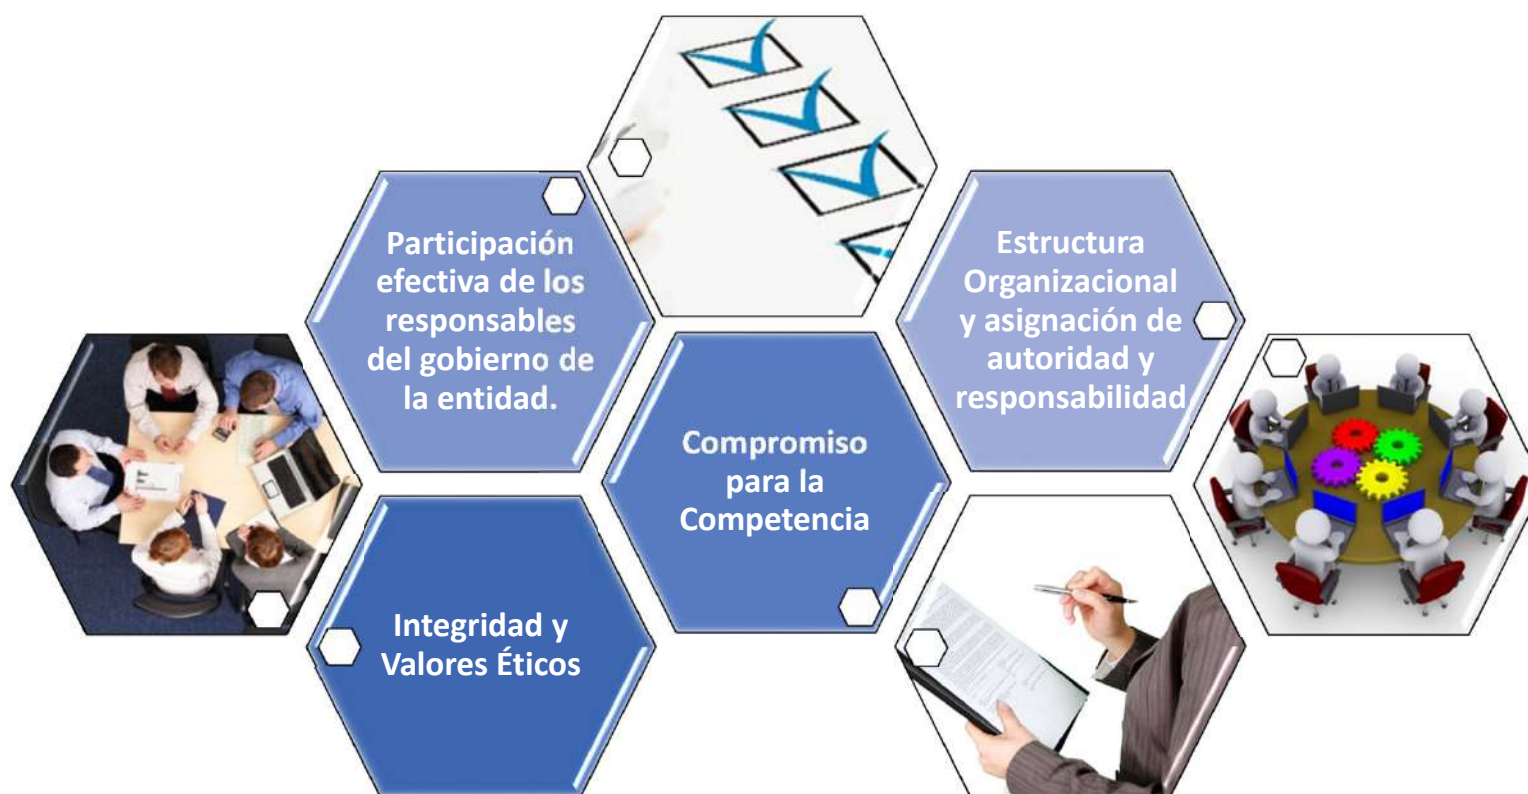 Participación
efectiva de los
responsables
del gobierno de
la entidad.
Estructura
Organizacional
y asignación de
autoridad y
responsabilidad
Compromiso
para la
Competencia
Integridad y
Valores Éticos